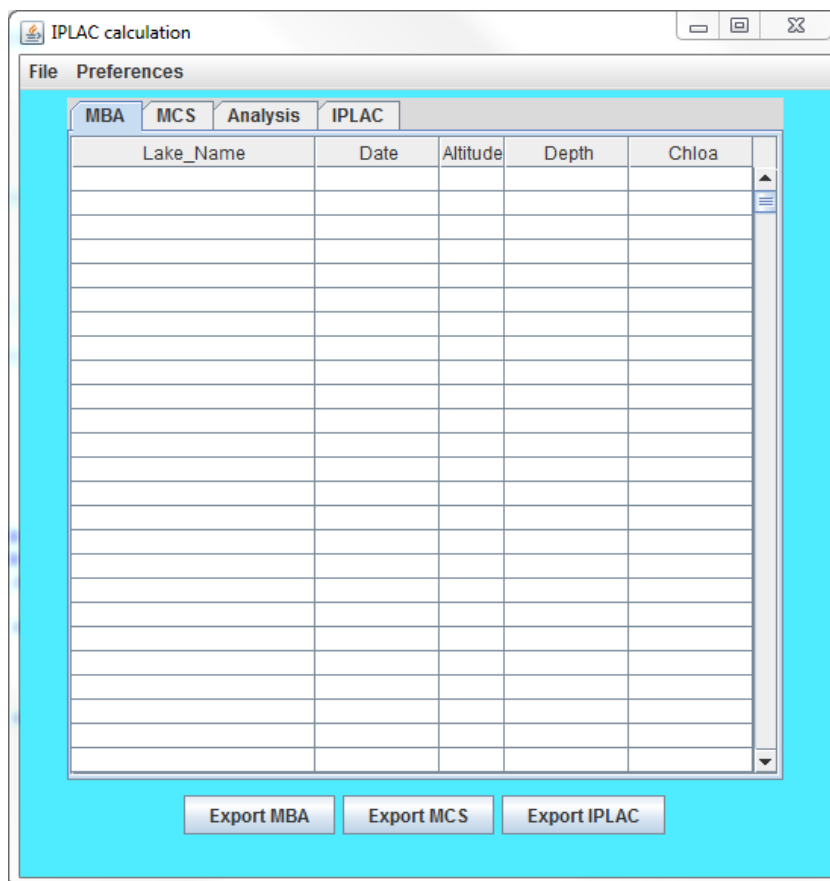 IPLAC calculation
File Preferences
MBA MCS Analysis IPLAC
Lake_Name Date Altitude Depth Chloa
Export MBA Export MCS Export IPLAC